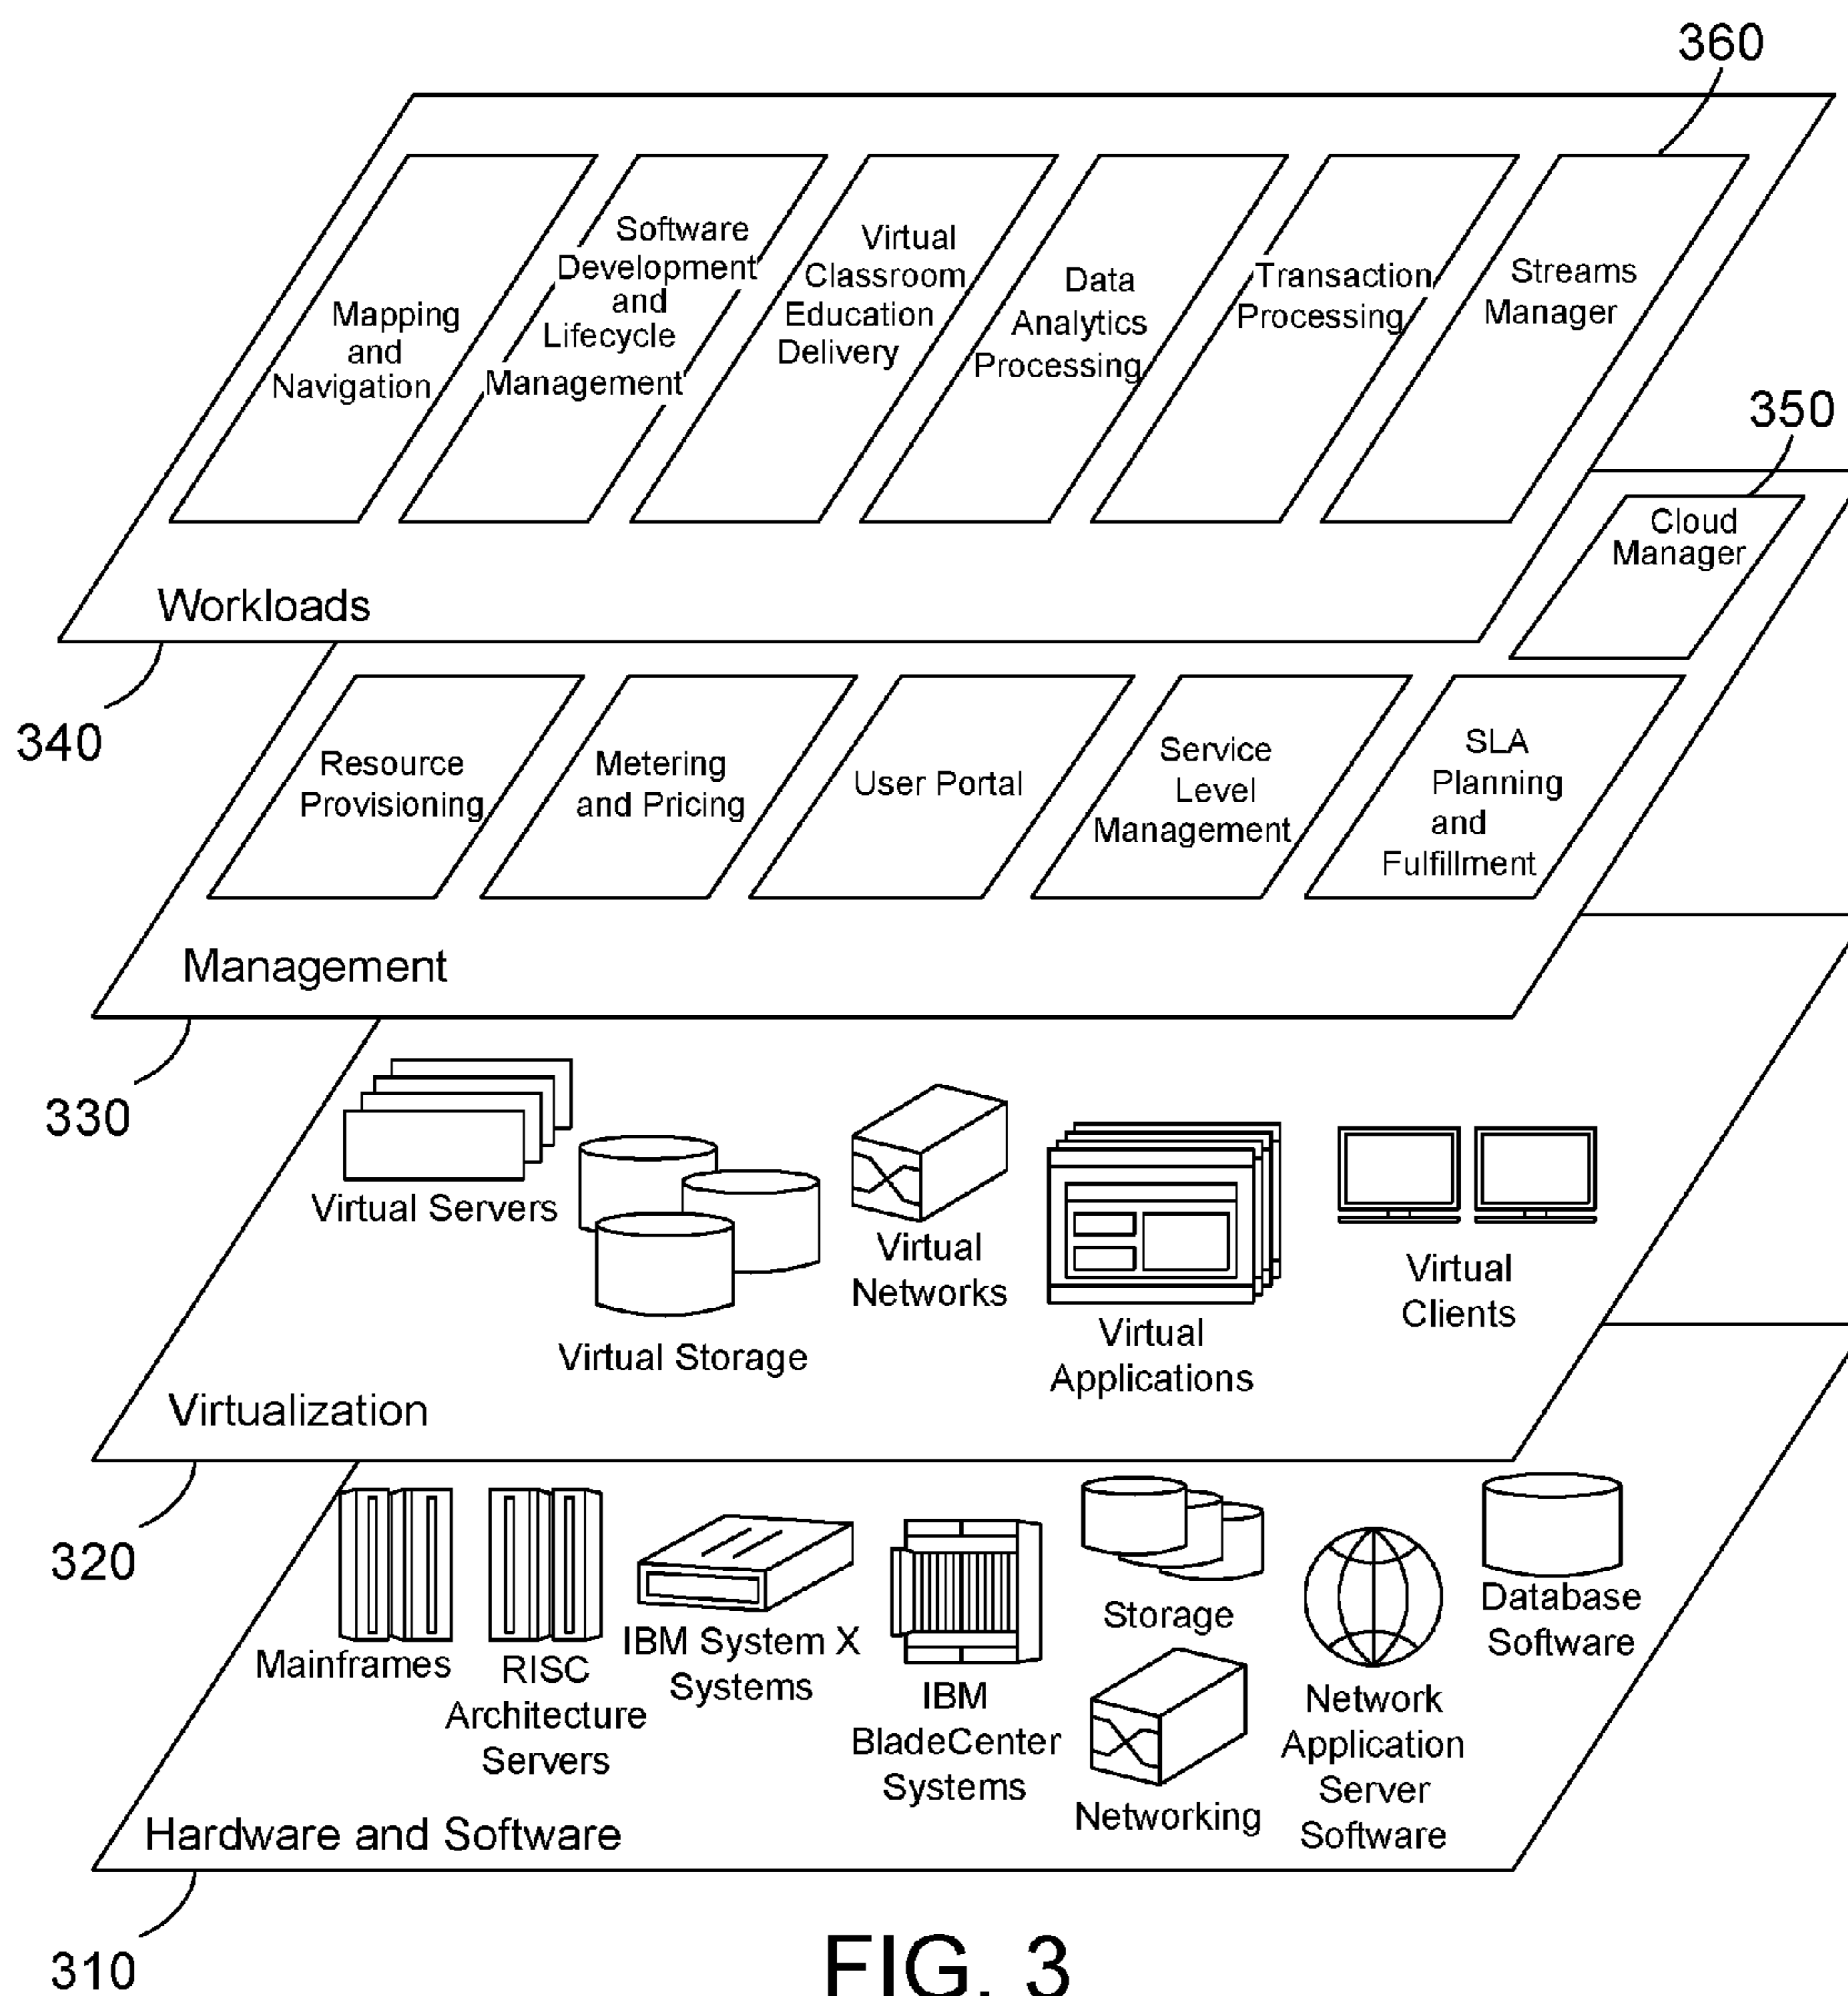 360
Mapping
and
Navigation
Software
Development
and
Lifecycle
Management
Virtual
Classroom
Education
Delivery
Data
Analytics
Processing
Transaction
Processing
Streams
Manager
Workloads
340
350
Cloud
Manager
Resource
Provisioning
Metering
and Pricing
User Portal
Service
Level
Management
SLA
Planning
and
Fulfillment
Management
330
Virtual Servers
Virtual Storage
Virtual
Networks
Virtual
Applications
Virtual
Clients
Virtualization
320
Mainframes
RISC
Architecture
Servers
IBM System X
Systems
IBM
BladeCenter
Systems
Storage
Networking
Network
Application
Server
Software
Database
Software
Hardware and Software
310
FIG. 3